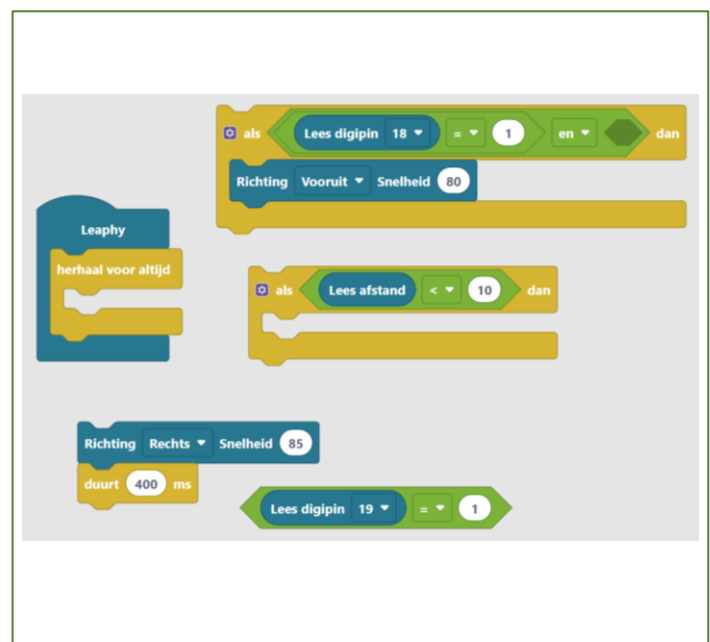 als Lees digipin 18 = 1 en dan
Richting Vooruit Snelheid 80
Leaphy
herhaal voor altijd
als Lees afstand < 10 dan
Richting Rechts Snelheid 85
duurt 400 ms
Lees digipin 19 = 1